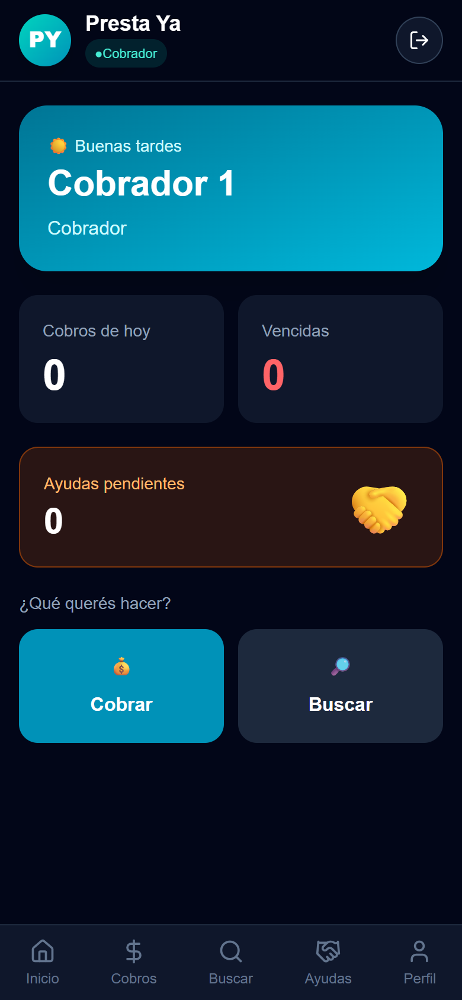 PY
Presta Ya
●Cobrador
Buenas tardes
Cobrador 1
Cobrador
Cobros de hoy
0
Vencidas
0
Ayudas pendientes
0
¿Qué querés hacer?
Cobrar
Buscar
Inicio
Cobros
Buscar
Ayudas
Perfil